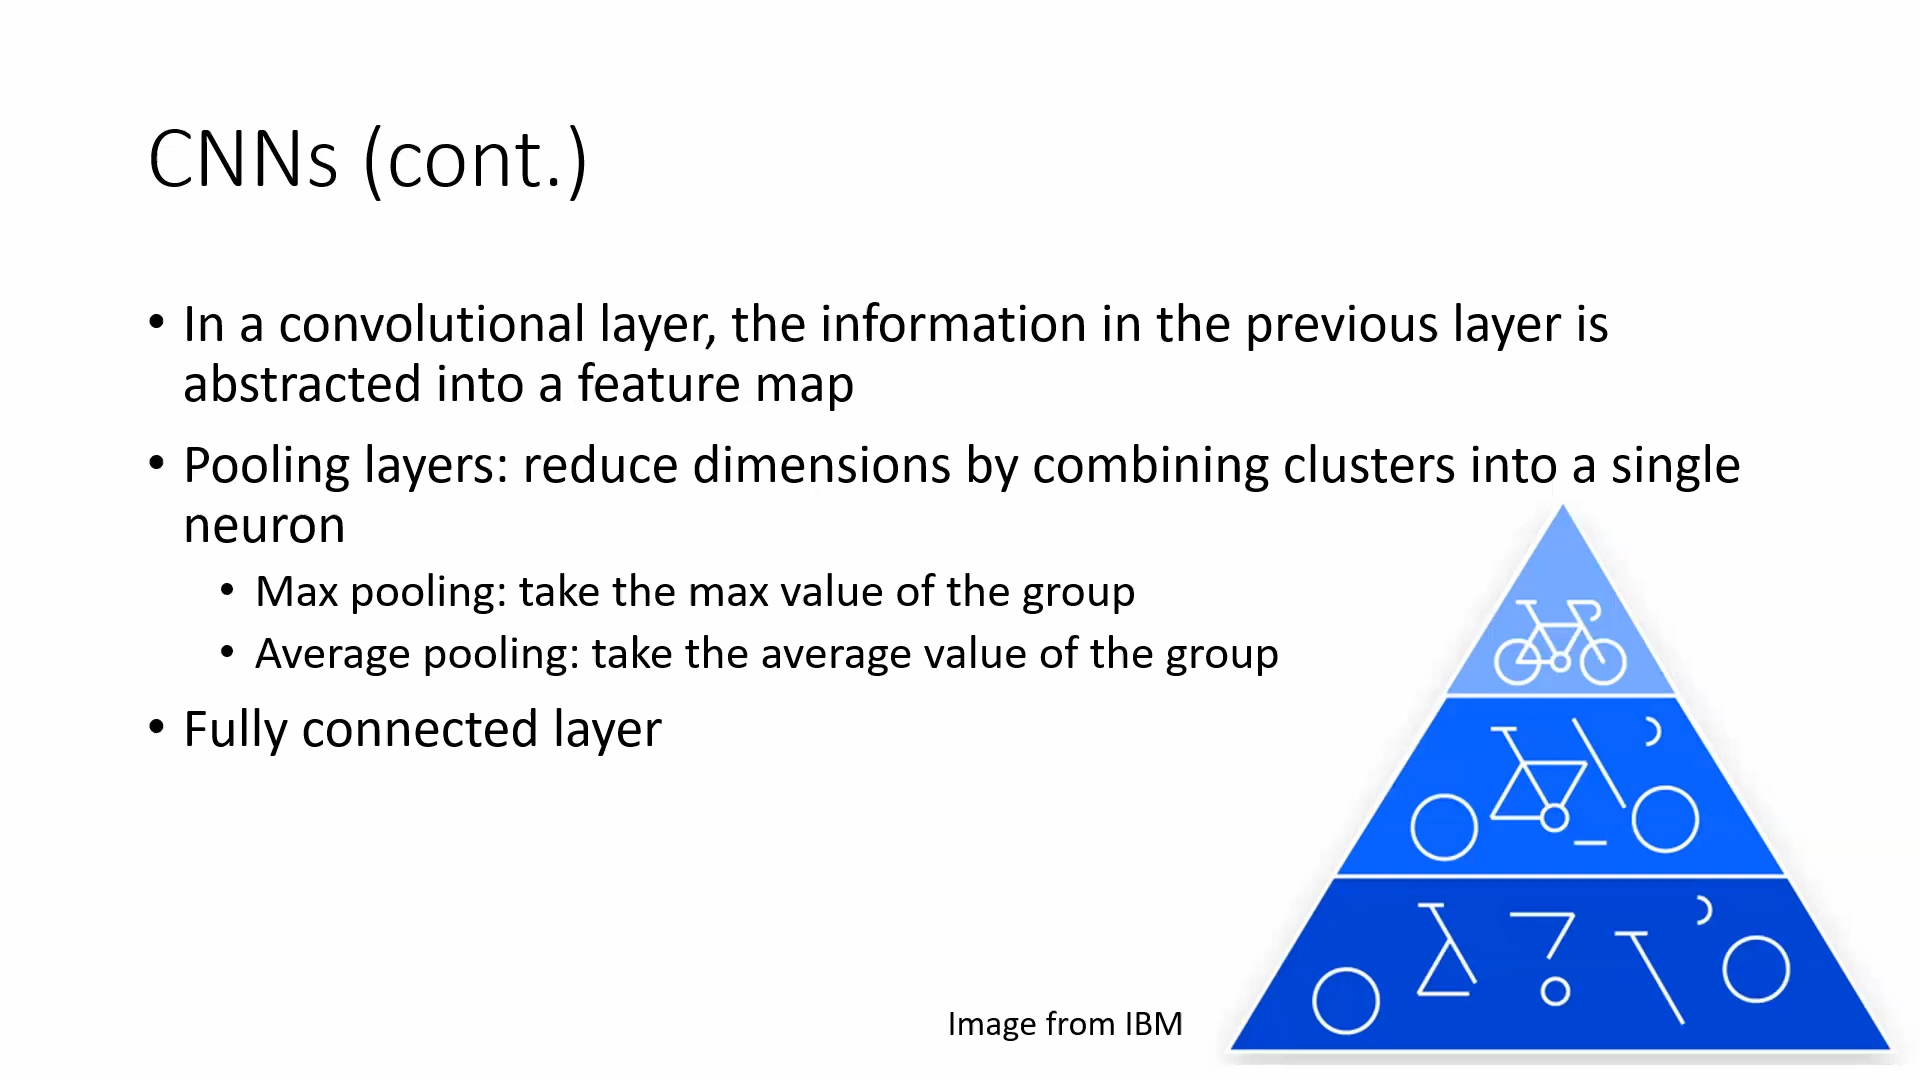 CNNs (cont.)
• In a convolutional layer, the information in the previous layer is
abstracted into a feature map
• Pooling layers: reduce dimensions by combining clusters into a single
neuron
• Max pooling: take the max value of the group
• Average pooling: take the average value of the group
• Fully connected layer
Image from IBM